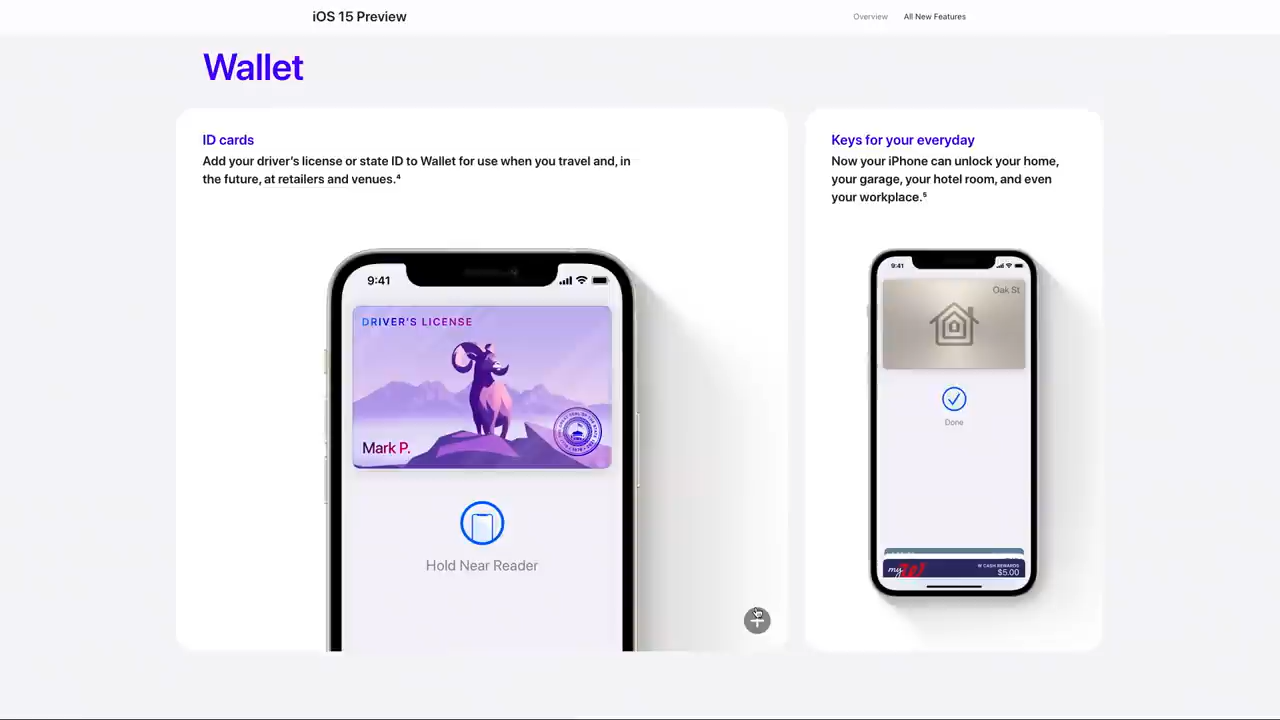 iOS 15 Preview
Overview
All New Features
Wallet
ID cards
Add your driver's license or state ID to Wallet for use when you travel and, in
the future, at retailers and venues.⁴
9:41
DRIVER'S LICENSE
Mark P.
Hold Near Reader
Keys for your everyday
Now your iPhone can unlock your home,
your garage, your hotel room, and even
your workplace.⁵
9:41
Oak St
Done
my W
W CASH REWARDS
$5.00